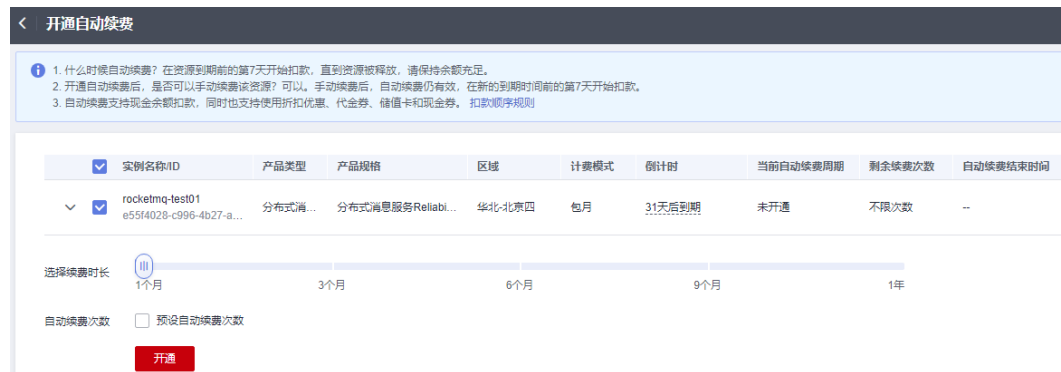 开通自动续费
1. 什么时候自动续费？在资源到期前的第7天开始扣款，直到资源被释放，请保持余额充足。
2. 开通自动续费后，是否可以手动续费该资源？可以。手动续费后，自动续费仍有效，在新的到期时间前的第7天开始扣款。
3. 自动续费支持现金余额扣款，同时也支持使用折扣优惠、代金券、储值卡和现金券。 扣款顺序规则
实例名称/ID 产品类型 产品规格 区域 计费模式 倒计时 当前自动续费周期 剩余续费次数 自动续费结束时间
rocketmq-test01
e55f4028-c996-4b27-a... 分布式消... 分布式消息服务Reliabi... 华北-北京四 包月 31天后到期 未开通 不限次数 --
选择续费时长
1个月 3个月 6个月 9个月 1年
自动续费次数 预设自动续费次数
开通